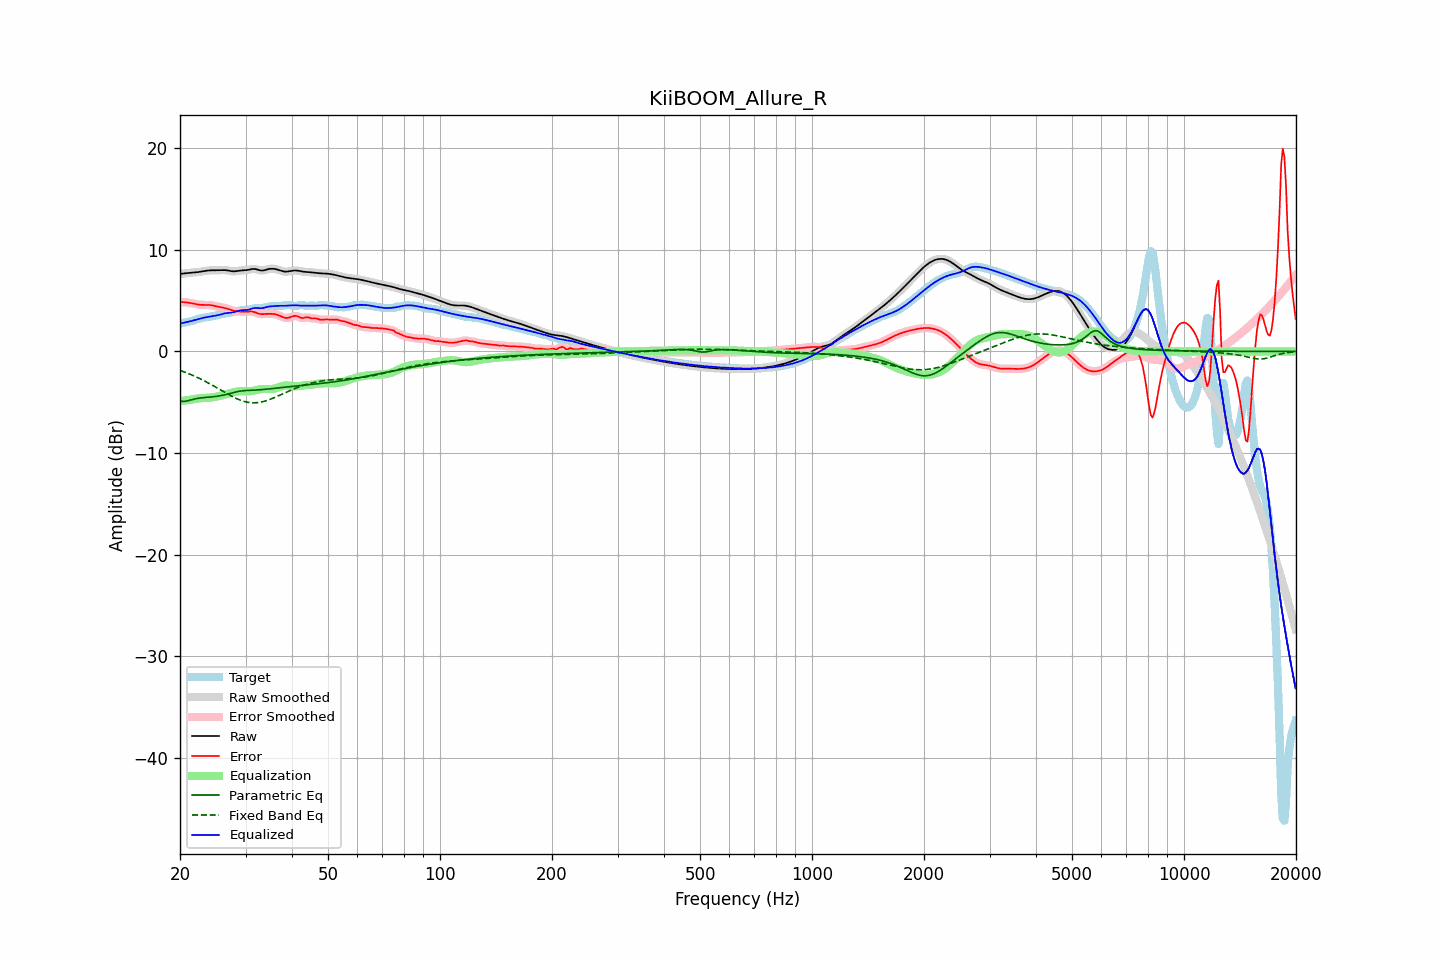 KiiBOOM_Allure_R
20
10
0
−10
−20
−30
−40
Amplitude (dBr)
Target
Raw Smoothed
Error Smoothed
Raw
Error
Equalization
Parametric Eq
Fixed Band Eq
Equalized
20 50 100 200 500 1000 2000 5000 10000 20000
Frequency (Hz)